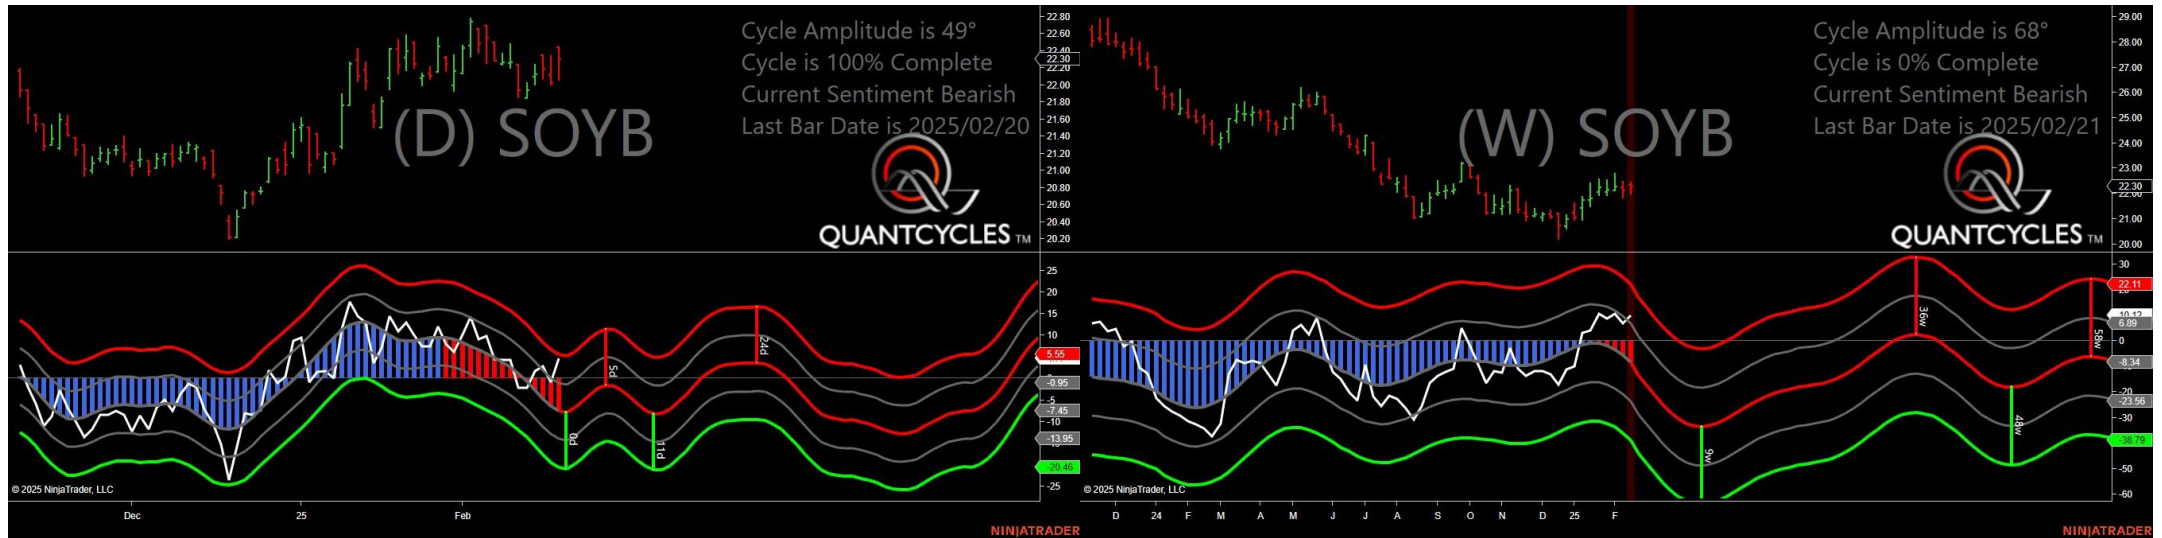 Cycle Amplitude is 49°
Cycle is 100% Complete
Current Sentiment Bearish
Last Bar Date is 2025/02/20
(D) SOYB
QUANTCYCLES TM
22.80
22.60
22.40
22.30
22.20
22.00
21.80
21.60
21.40
21.20
21.00
20.80
20.60
20.40
20.20
25
20
15
10
5.55
-0.95
-5
-7.45
-10
-13.95
-20.46
-25
5d
24d
0d
11d
© 2025 NinjaTrader, LLC
Dec
25
Feb
NINJATRADER
Cycle Amplitude is 68°
Cycle is 0% Complete
Current Sentiment Bearish
Last Bar Date is 2025/02/21
(W) SOYB
QUANTCYCLES TM
29.00
28.00
27.00
26.00
25.00
24.00
23.00
22.30
22.00
21.00
20.00
30
22.11
10.12
6.89
0
-8.34
-20
-23.56
-30
-38.79
-50
-60
36w
58w
9w
48w
© 2025 NinjaTrader, LLC
D
24
F
M
A
M
J
J
A
S
O
N
D
25
F
NINJATRADER